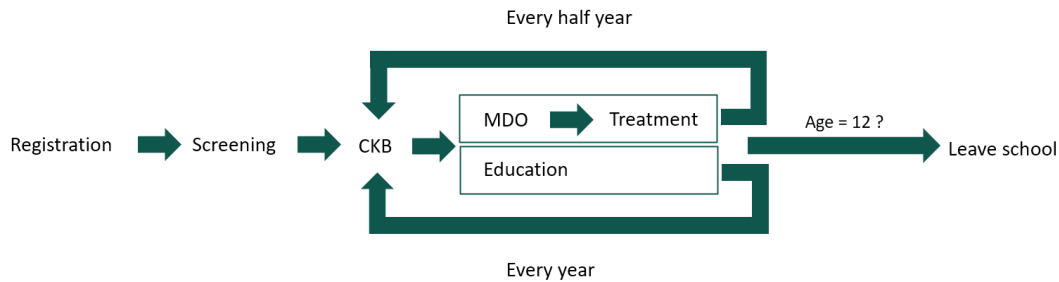 Every half year
MDO
Treatment
Age = 12 ?
Registration
Screening
CKB
Leave school
Education
Every year